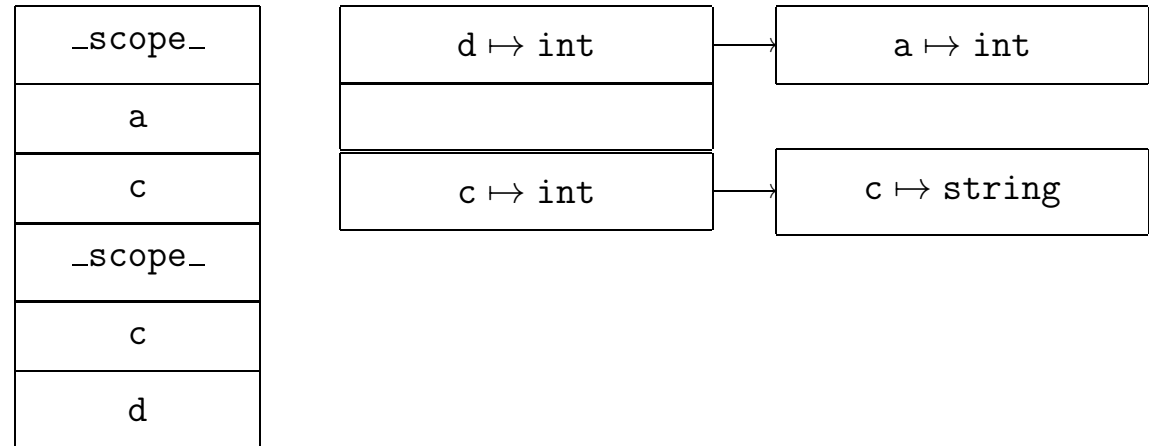 _scope_
a
c
_scope_
c
d
d ↦ int
a ↦ int
c ↦ int
c ↦ string